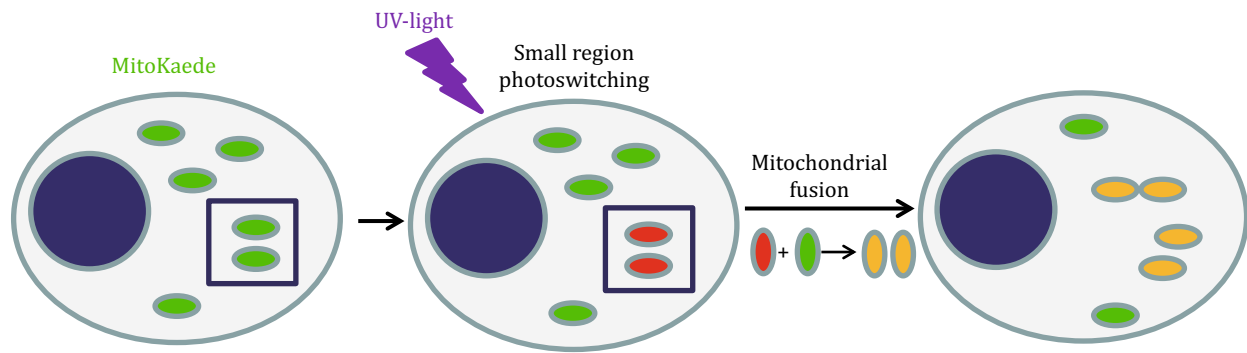 UV-light
MitoKaede
Small region
photoswitching
Mitochondrial
fusion
+